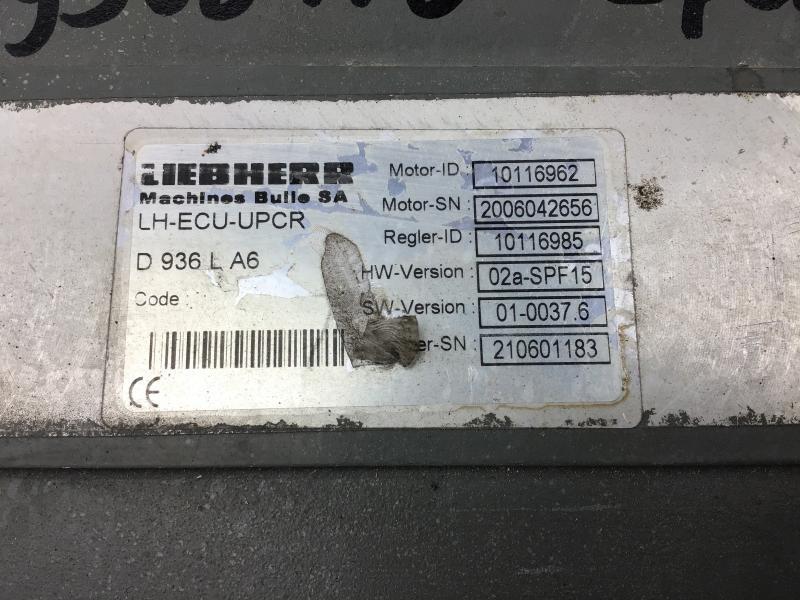 LIEBHERR
Machines Bulle SA
LH-ECU-UPCR
D 936 L A6
Code :
Motor-ID : 10116962
Motor-SN : 2006042656
Regler-ID : 10116985
HW-Version : 02a-SPF15
SW-Version : 01-0037.6
er-SN : 210601183
CE